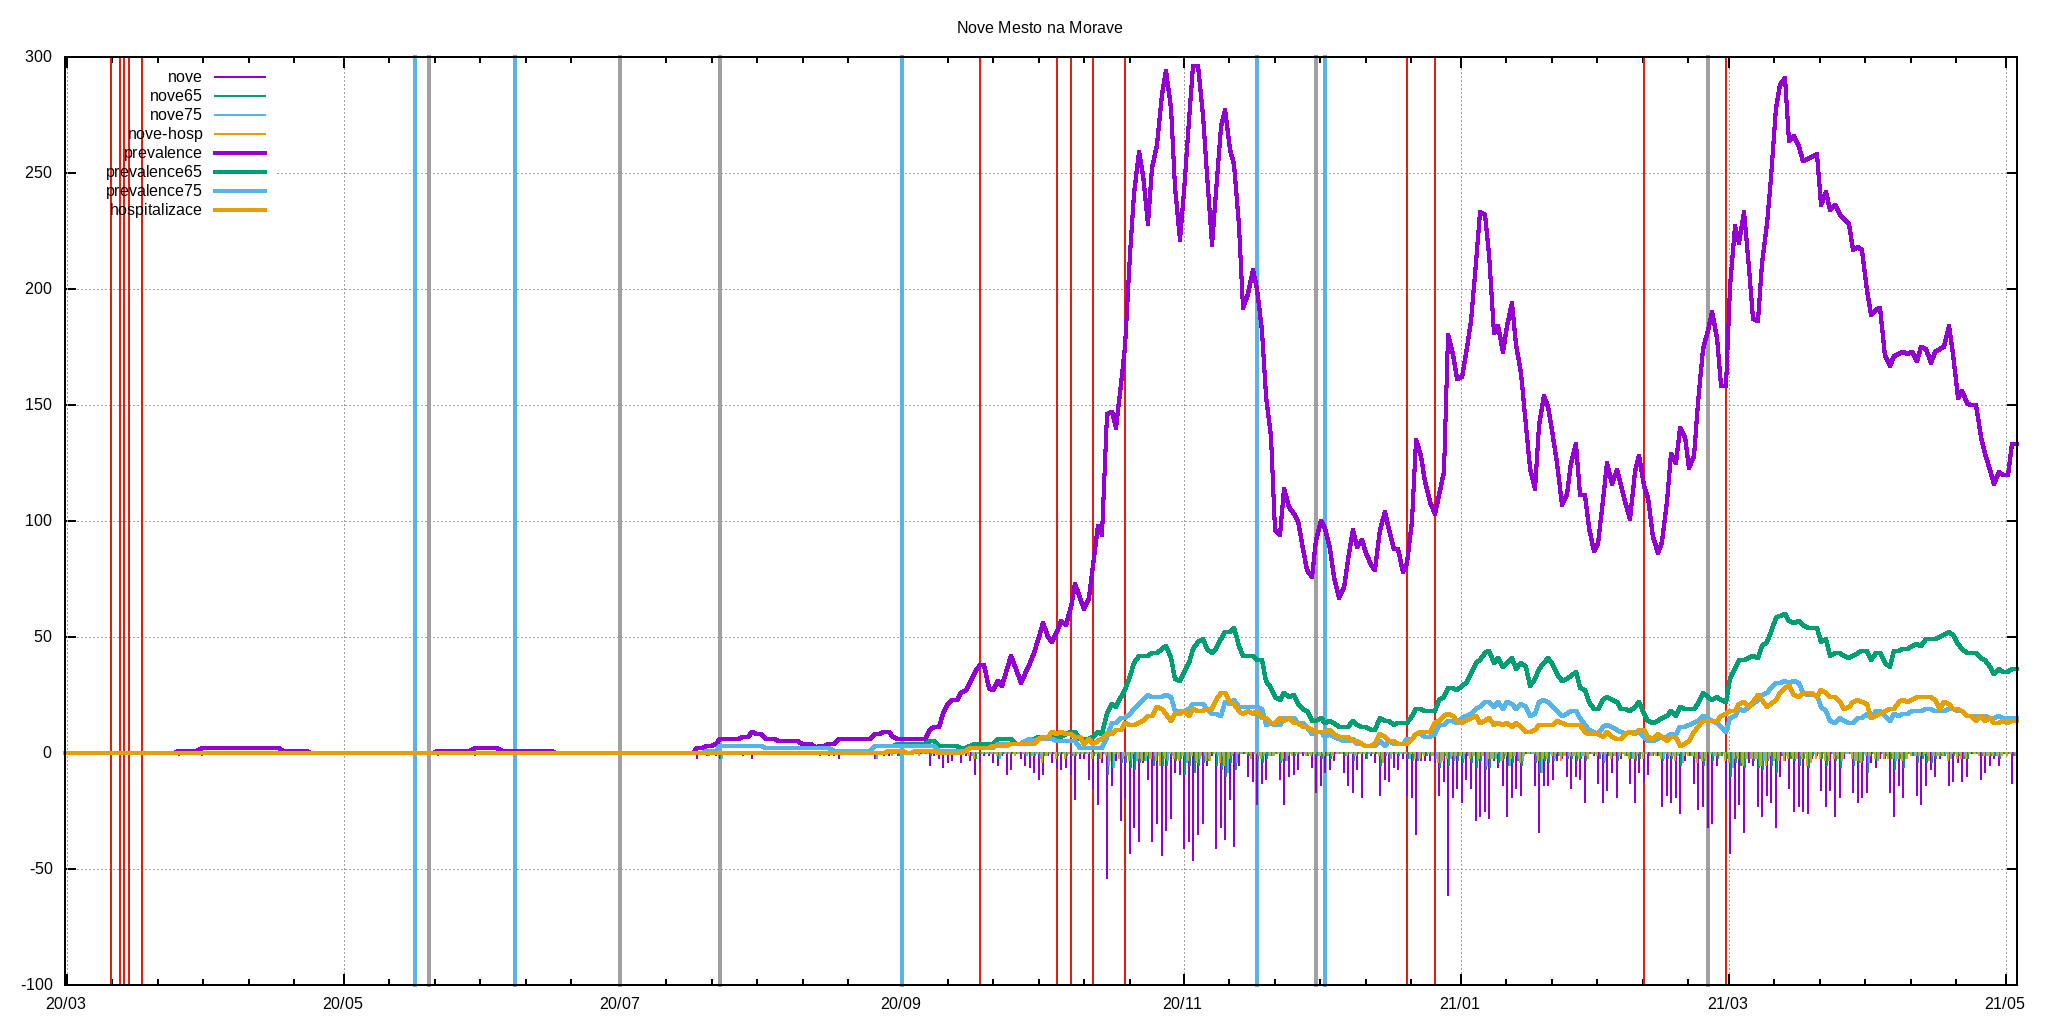 Nove Mesto na Morave
300
250
200
150
100
50
0
-50
-100
nove
nove65
nove75
nove-hosp
prevalence
prevalence65
prevalence75
hospitalizace
20/03 20/05 20/07 20/09 20/11 21/01 21/03 21/05